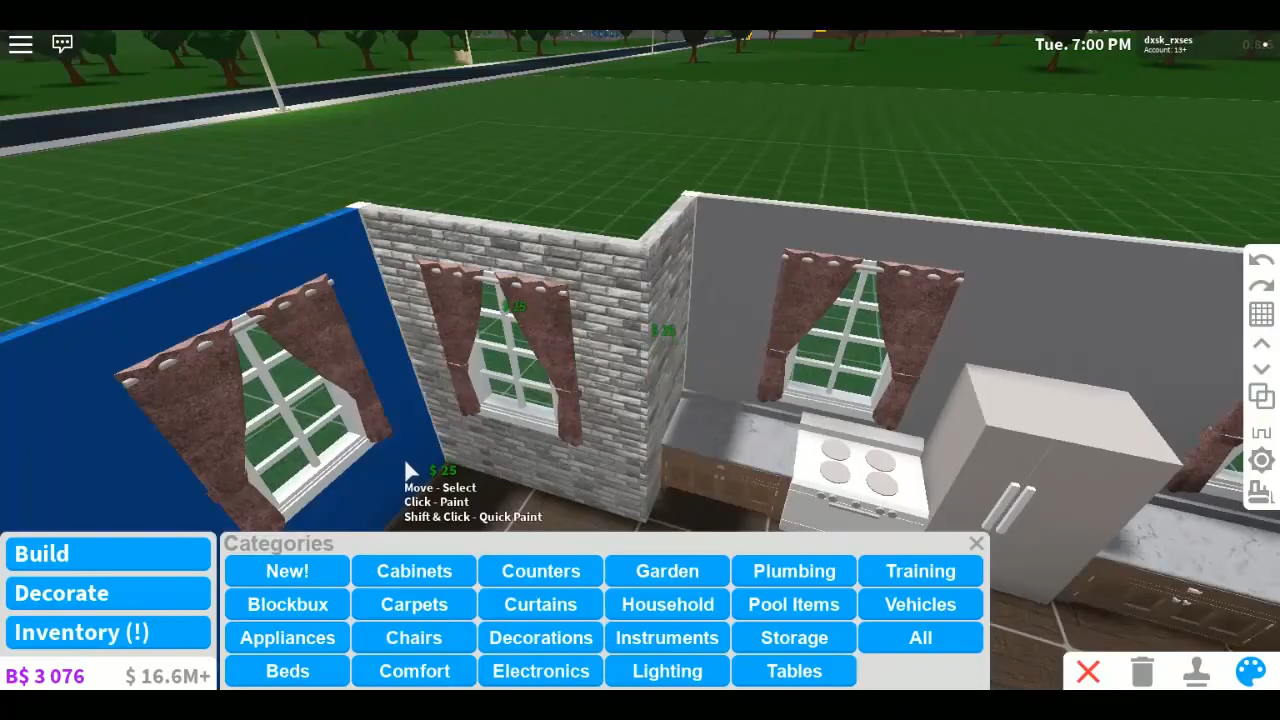 Tue. 7:00 PM
dxsk_rxses
Account: 13+
$ 25
Move - Select
Click - Paint
Shift & Click - Quick Paint
Build
Decorate
Inventory (!)
B$ 3 076
$ 16.6M+
Categories
New!
Cabinets
Counters
Garden
Plumbing
Training
Blockbux
Carpets
Curtains
Household
Pool Items
Vehicles
Appliances
Chairs
Decorations
Instruments
Storage
All
Beds
Comfort
Electronics
Lighting
Tables